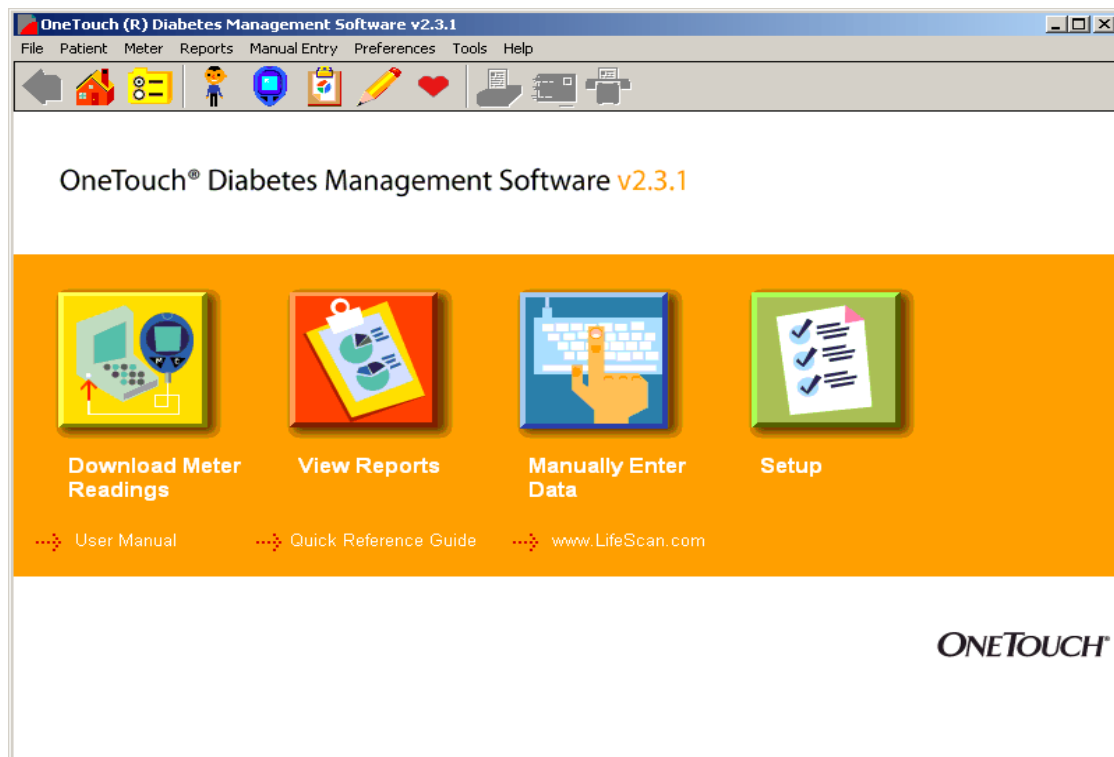 OneTouch (R) Diabetes Management Software v2.3.1
File Patient Meter Reports Manual Entry Preferences Tools Help
OneTouch® Diabetes Management Software v2.3.1
Download Meter
Readings
View Reports
Manually Enter
Data
Setup
User Manual
Quick Reference Guide
www.LifeScan.com
ONETOUCH®